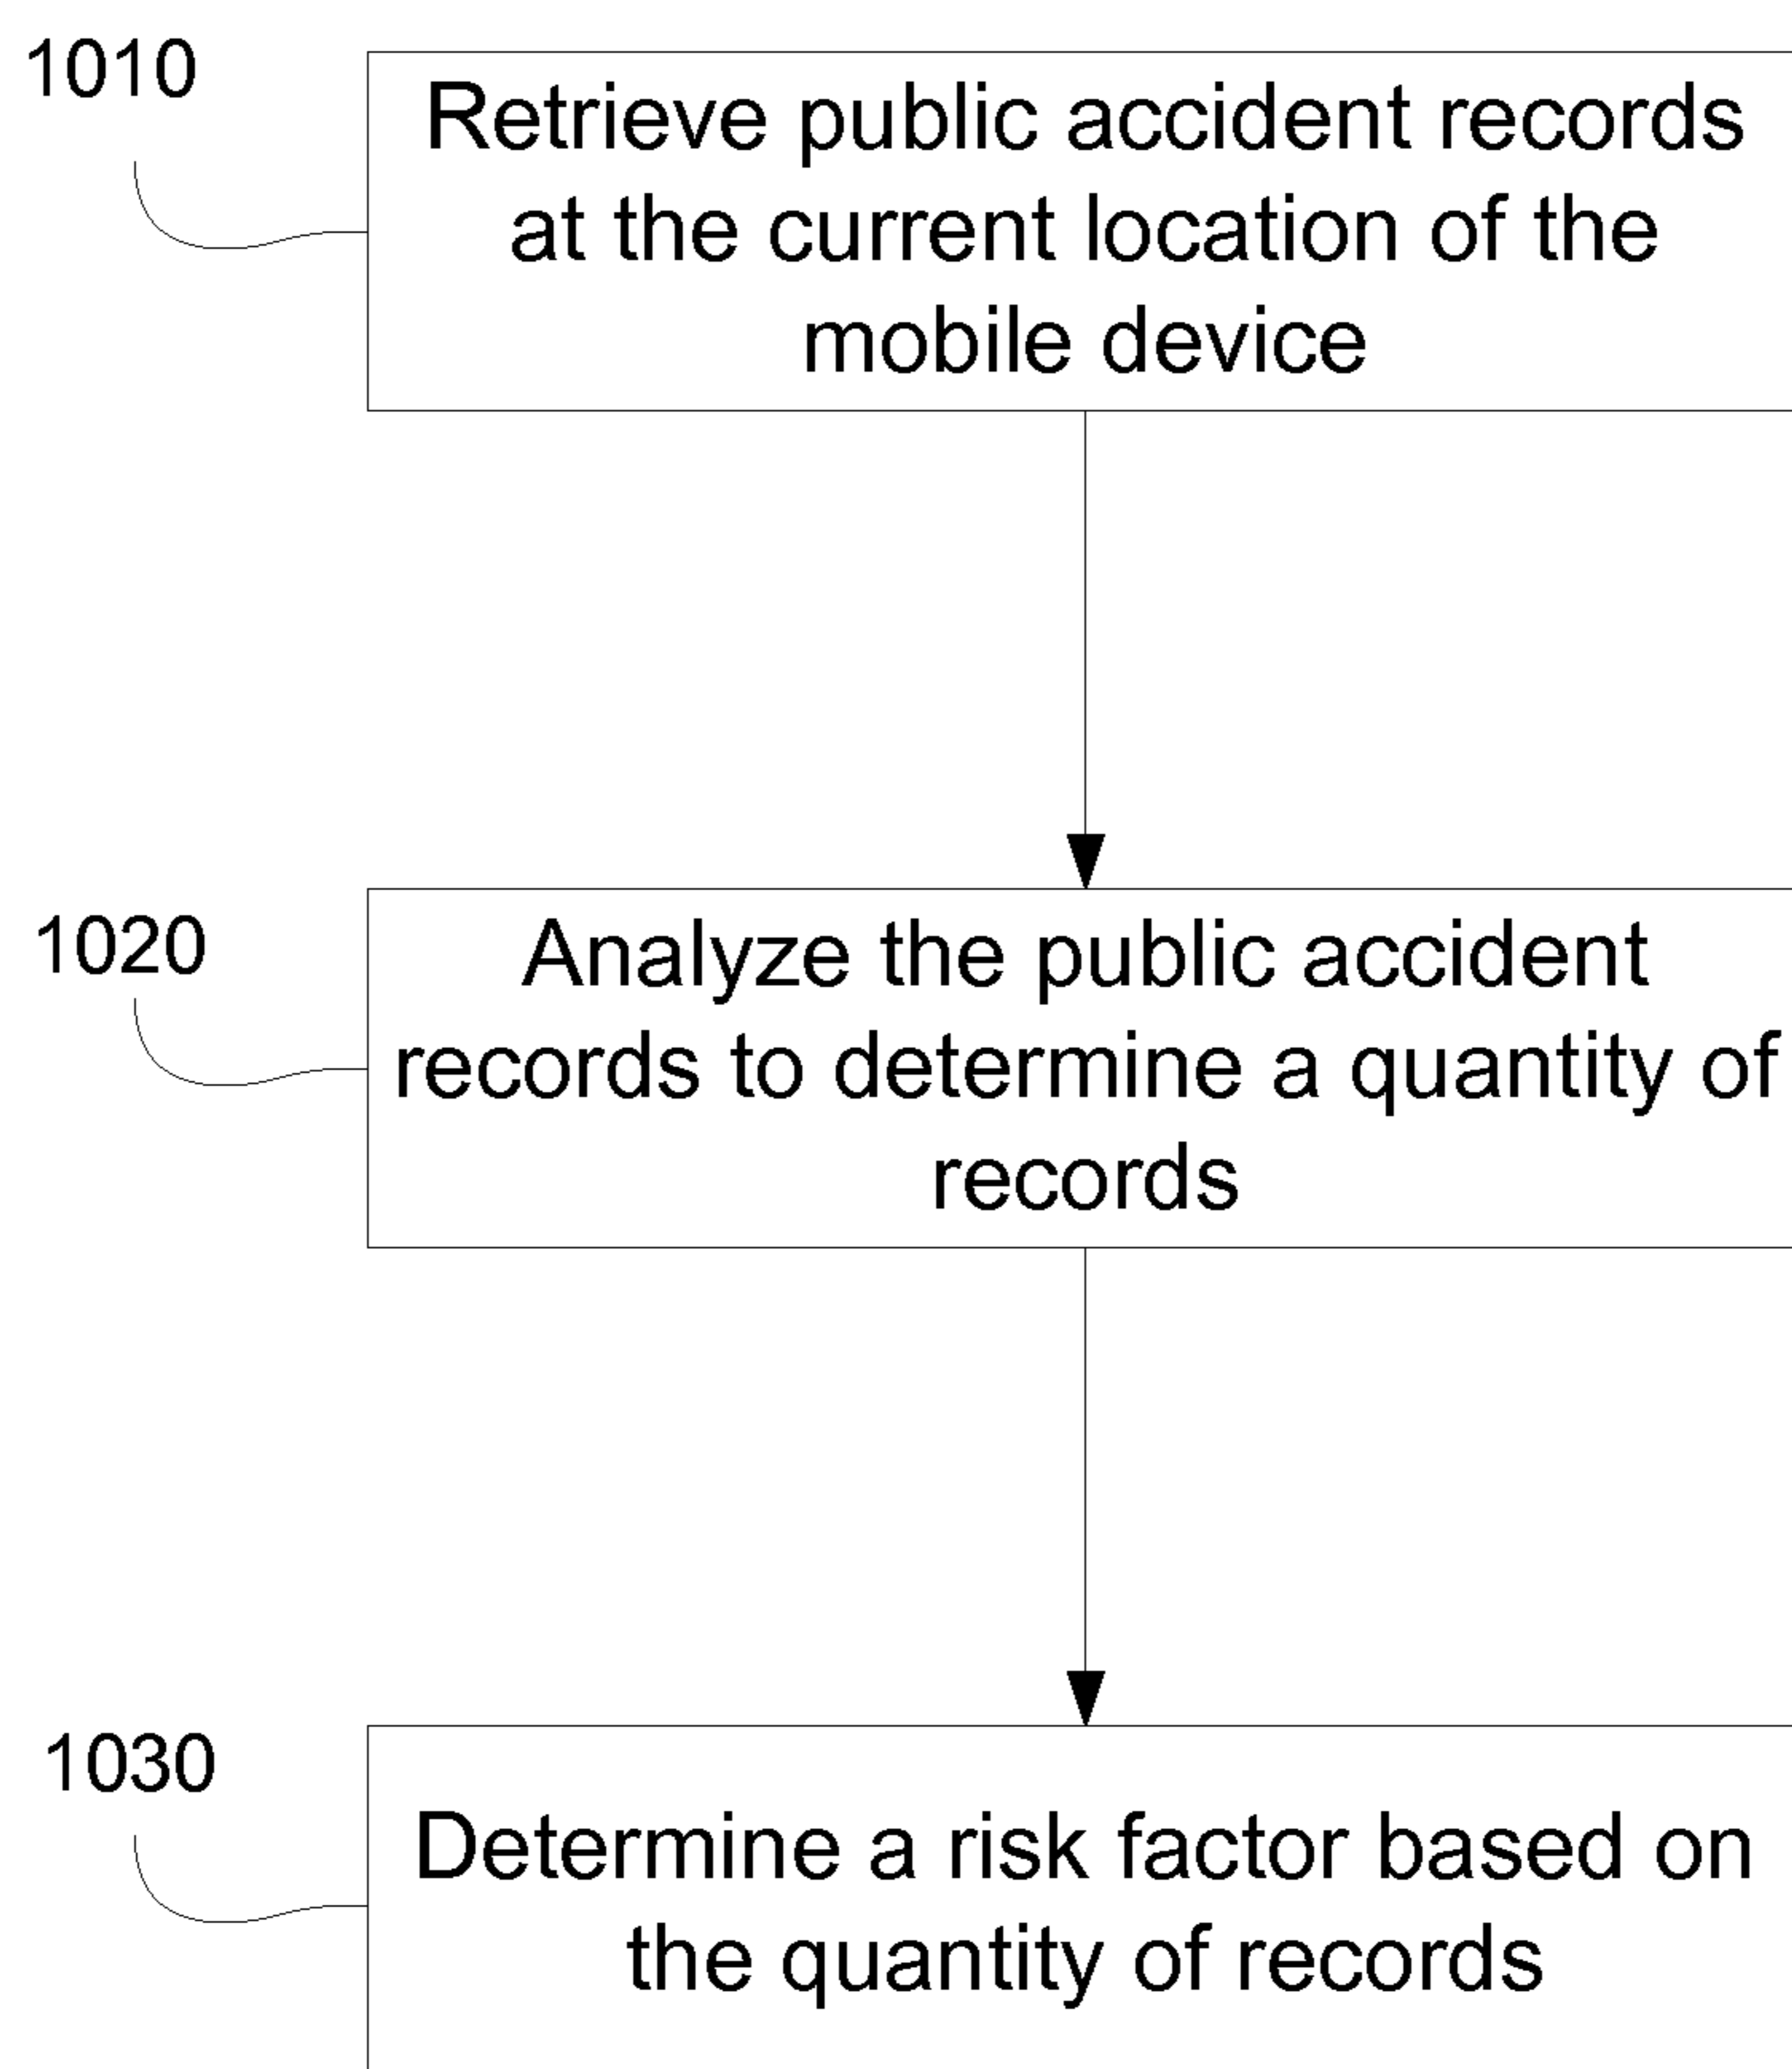 1010
Retrieve public accident records
at the current location of the
mobile device
1020
Analyze the public accident
records to determine a quantity of
records
1030
Determine a risk factor based on
the quantity of records